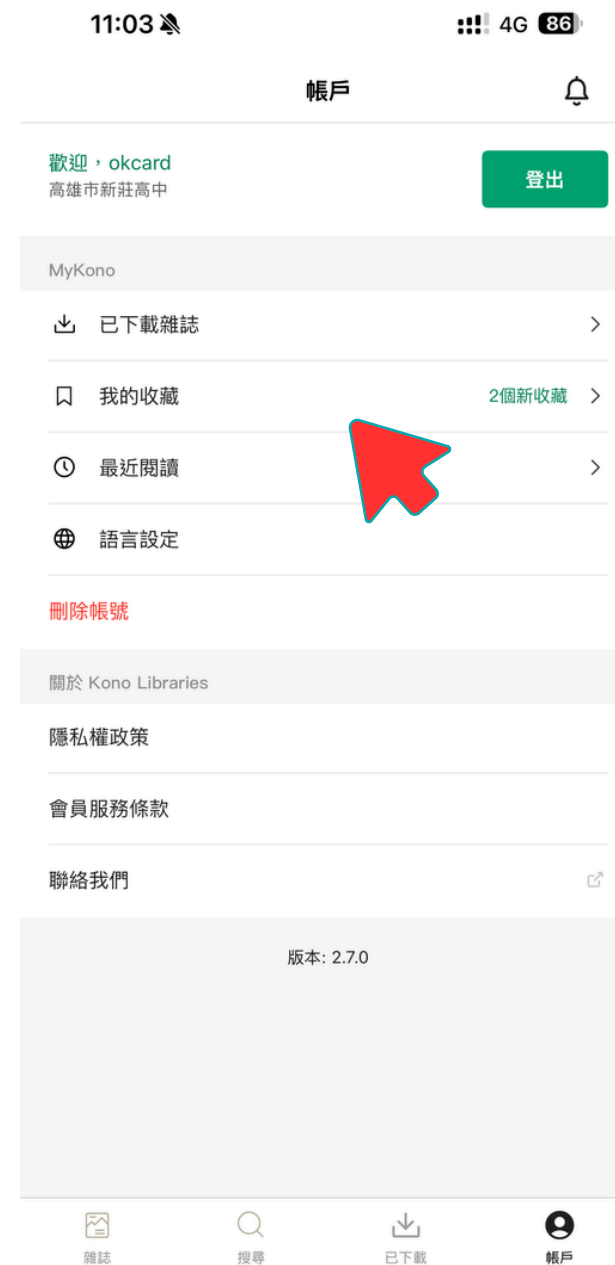 11:03
4G 86
帳戶
歡迎，okcard
高雄市新莊高中
登出
MyKono
已下載雜誌
我的收藏
2個新收藏
最近閱讀
語言設定
刪除帳號
關於 Kono Libraries
隱私權政策
會員服務條款
聯絡我們
版本: 2.7.0
雜誌
搜尋
已下載
帳戶